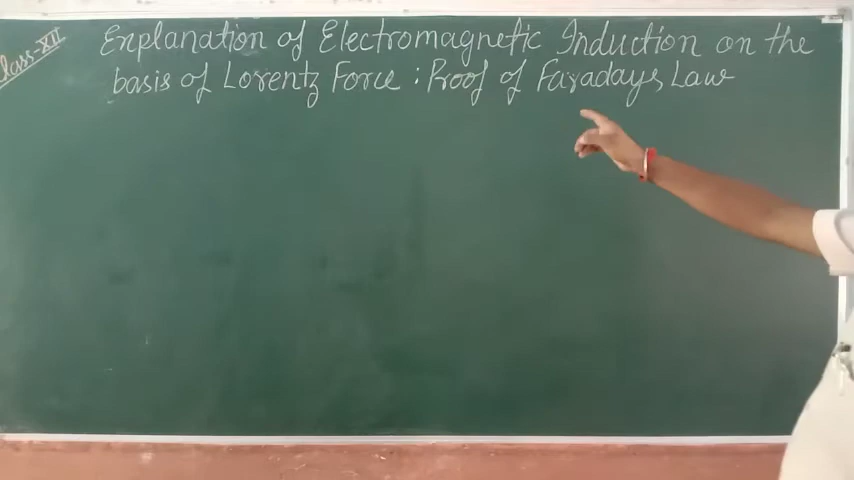 Class-XII
Explanation of Electromagnetic Induction on the
basis of Lorentz Force : Proof of Faradays Law